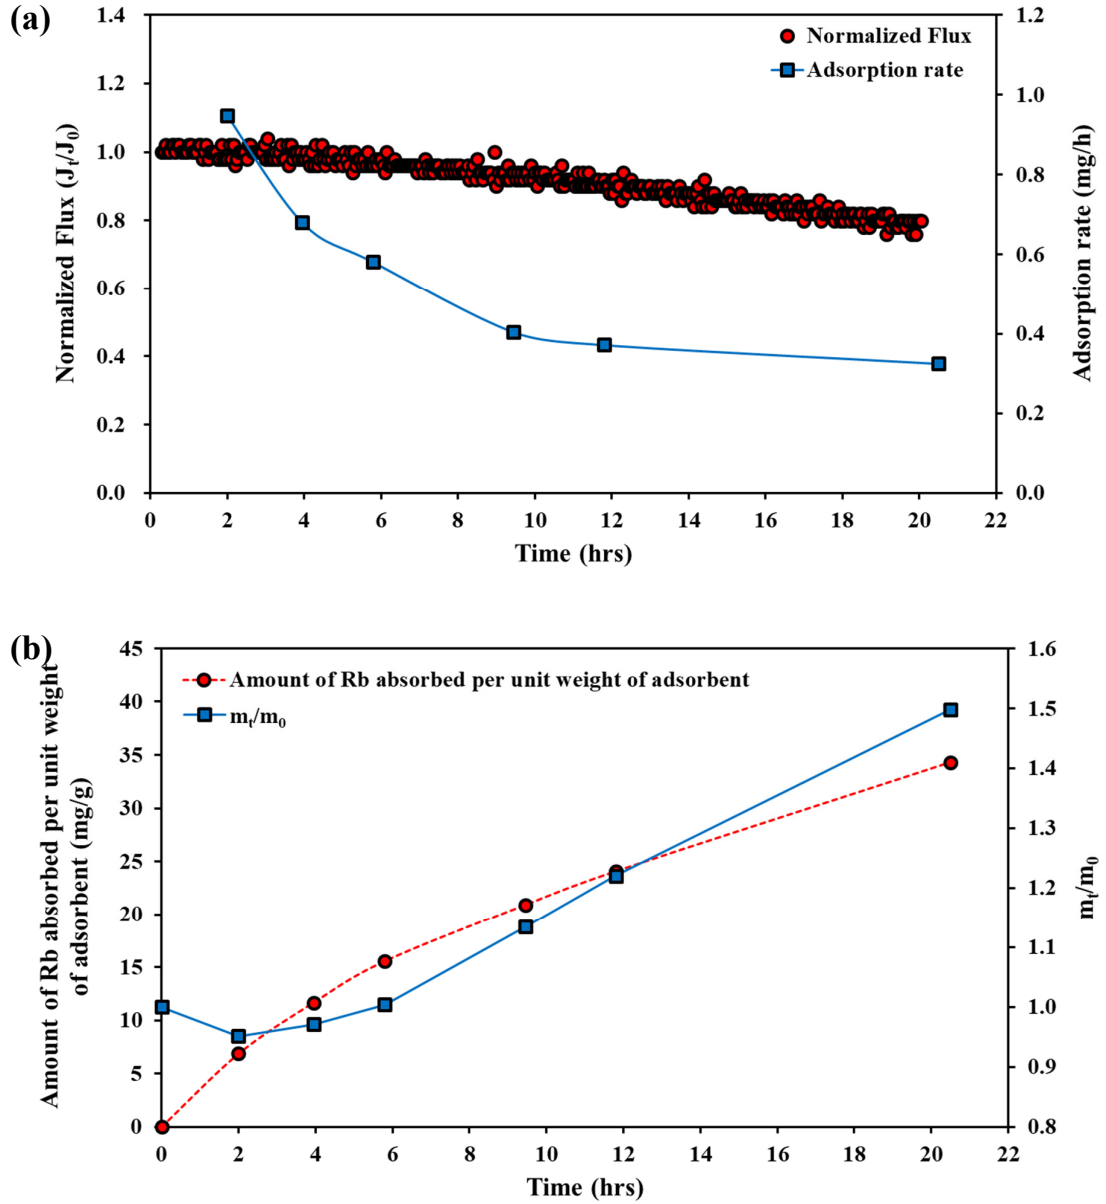 (a)
Normalized Flux
Adsorption rate
Normalized Flux (Jt/J0)
1.4
1.2
1.0
0.8
0.6
0.4
0.2
0.0
1.2
1.0
0.8
0.6
0.4
0.2
0.0
Adsorption rate (mg/h)
0 2 4 6 8 10 12 14 16 18 20 22
Time (hrs)
(b)
Amount of Rb absorbed per unit weight of adsorbent
mt/m0
Amount of Rb absorbed per unit weight
of adsorbent (mg/g)
45
40
35
30
25
20
15
10
5
0
1.6
1.5
1.4
1.3
1.2
1.1
1.0
0.9
0.8
mt/m0
0 2 4 6 8 10 12 14 16 18 20 22
Time (hrs)